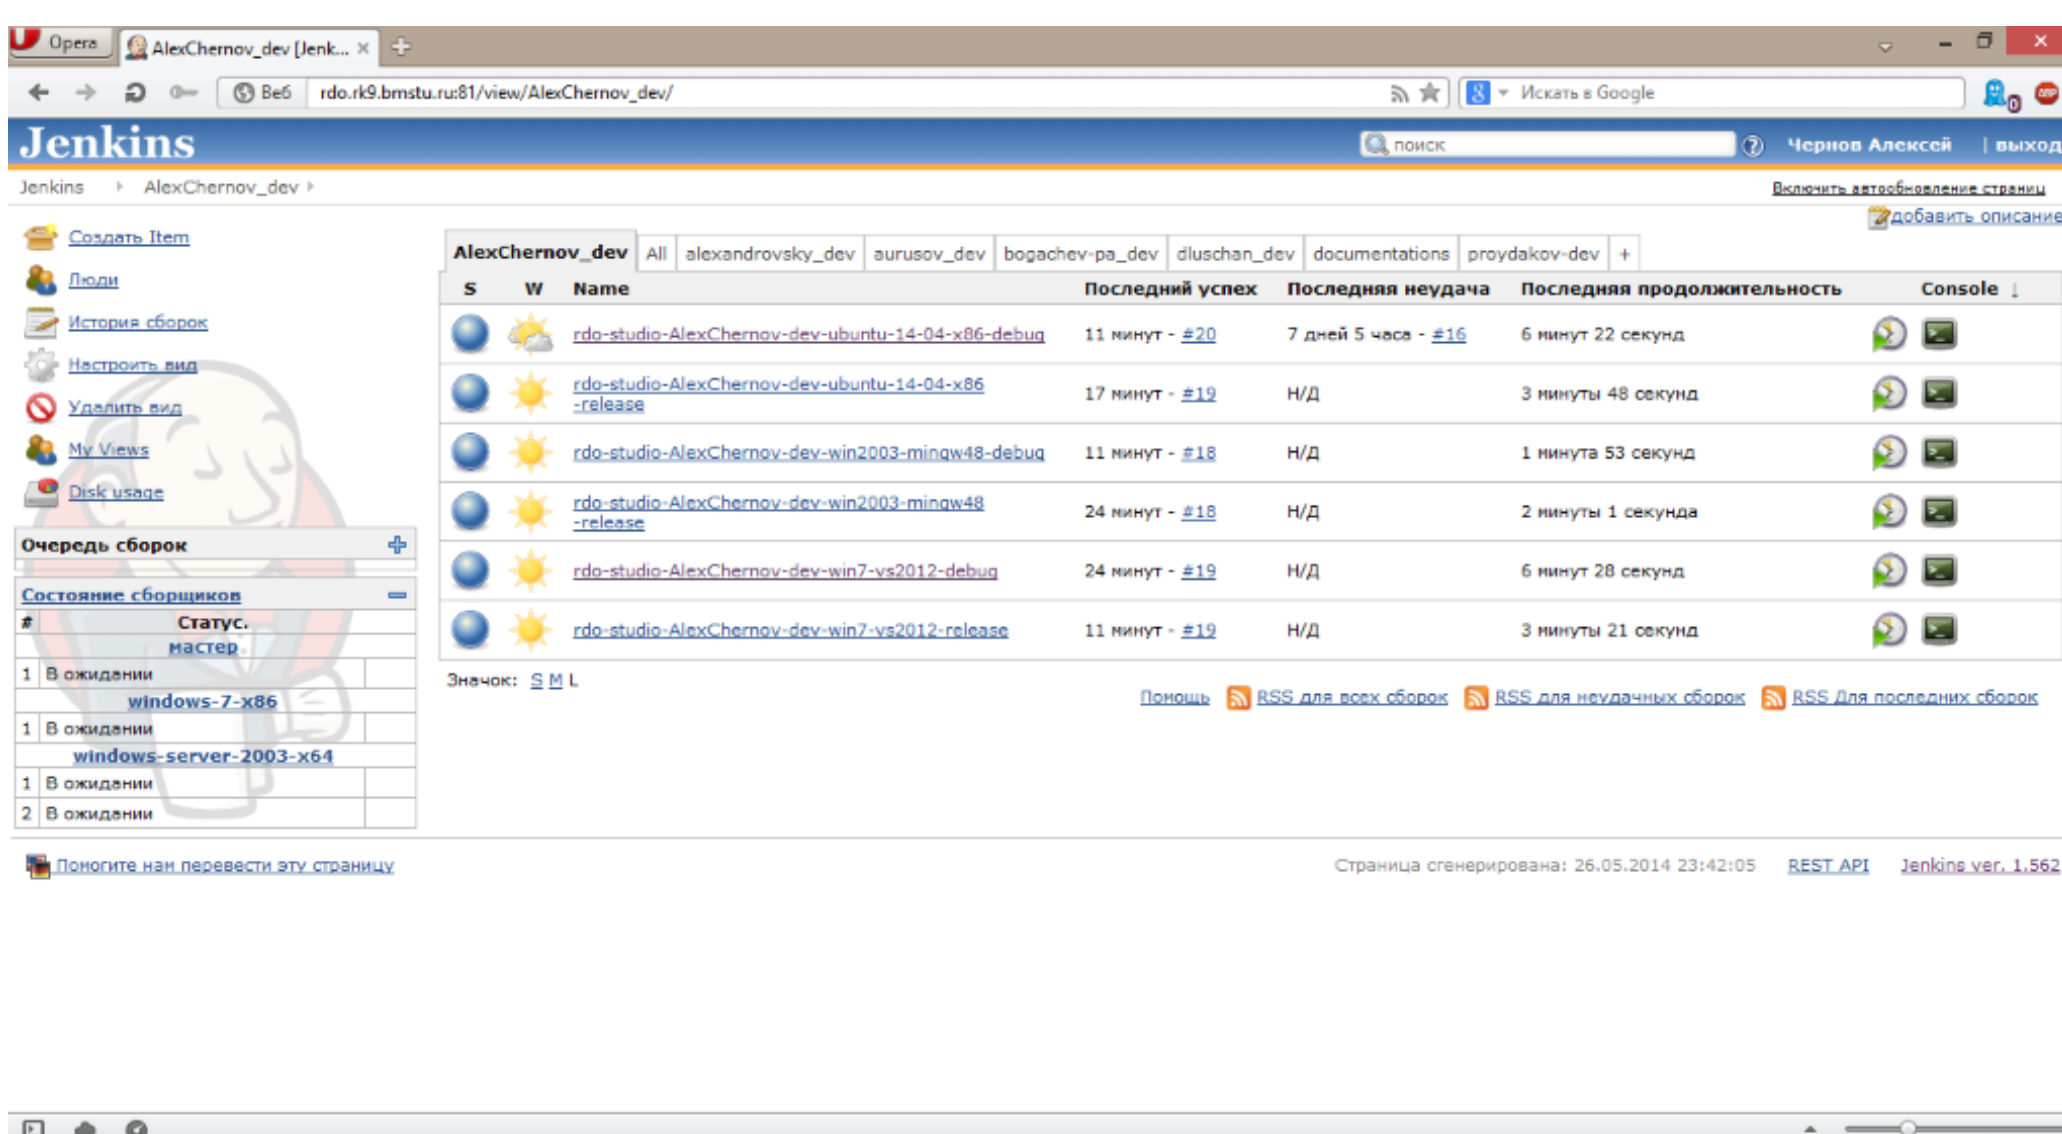 Opera
AlexChernov_dev [Jenk...
Веб rdo.rk9.bmstu.ru:81/view/AlexChernov_dev/
8 Искать в Google
0 ABP
Jenkins
поиск
? Чернов Алексей | выход
Jenkins AlexChernov_dev
Включить автообновление страниц
добавить описание
Создать Item
Люди
История сборок
Настроить вид
Удалить вид
My Views
Disk usage
Очередь сборок
Состояние сборщиков
# Статус.
мастер
1 В ожидании
windows-7-x86
1 В ожидании
windows-server-2003-x64
1 В ожидании
2 В ожидании
AlexChernov_dev All alexandrovsky_dev aurusov_dev bogachev-pa_dev dluschan_dev documentations proydakov-dev +
S W Name Последний успех Последняя неудача Последняя продолжительность Console ↓
rdo-studio-AlexChernov-dev-ubuntu-14-04-x86-debug 11 минут - #20 7 дней 5 часа - #16 6 минут 22 секунд
rdo-studio-AlexChernov-dev-ubuntu-14-04-x86
-release 17 минут - #19 Н/Д 3 минуты 48 секунд
rdo-studio-AlexChernov-dev-win2003-mingw48-debug 11 минут - #18 Н/Д 1 минута 53 секунд
rdo-studio-AlexChernov-dev-win2003-mingw48
-release 24 минут - #18 Н/Д 2 минуты 1 секунда
rdo-studio-AlexChernov-dev-win7-vs2012-debug 24 минут - #19 Н/Д 6 минут 28 секунд
rdo-studio-AlexChernov-dev-win7-vs2012-release 11 минут - #19 Н/Д 3 минуты 21 секунд
Значок: S M L
Помощь RSS для всех сборок RSS для неудачных сборок RSS Для последних сборок
Помогите нам перевести эту страницу
Страница сгенерирована: 26.05.2014 23:42:05 REST API Jenkins ver. 1.562